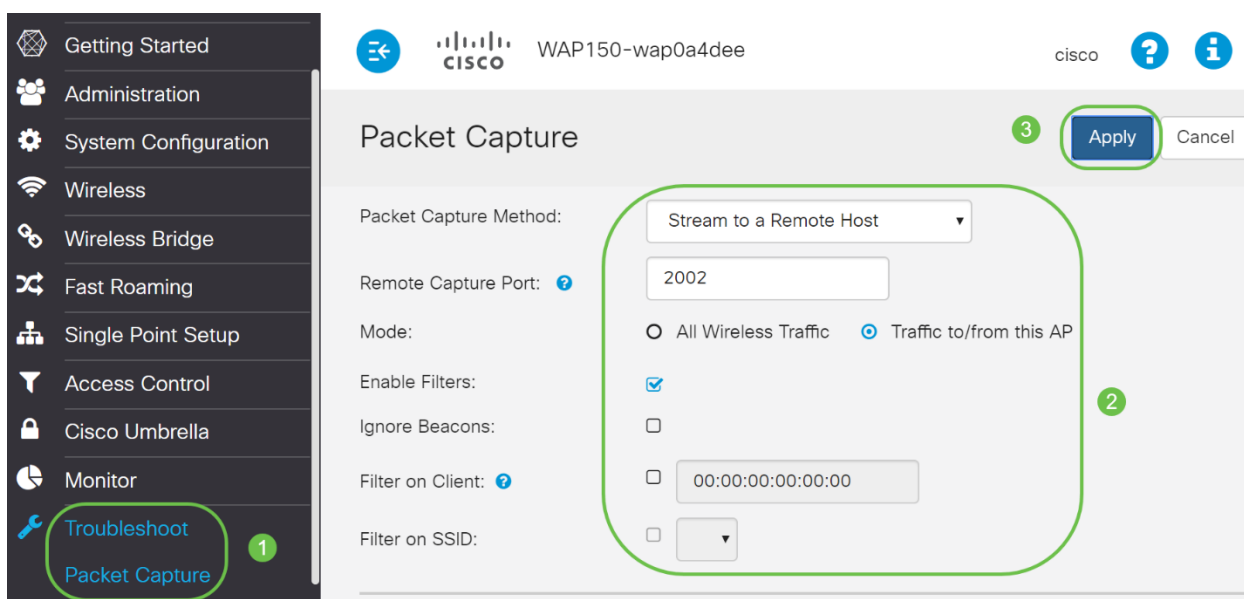 Getting Started
Administration
System Configuration
Wireless
Wireless Bridge
Fast Roaming
Single Point Setup
Access Control
Cisco Umbrella
Monitor
Troubleshoot
Packet Capture
1
CISCO
WAP150-wap0a4dee
cisco
?
i
Packet Capture
3
Apply
Cancel
Packet Capture Method:
Stream to a Remote Host
Remote Capture Port: ?
2002
Mode:
All Wireless Traffic
Traffic to/from this AP
Enable Filters:
2
Ignore Beacons:
Filter on Client: ?
00:00:00:00:00:00
Filter on SSID: